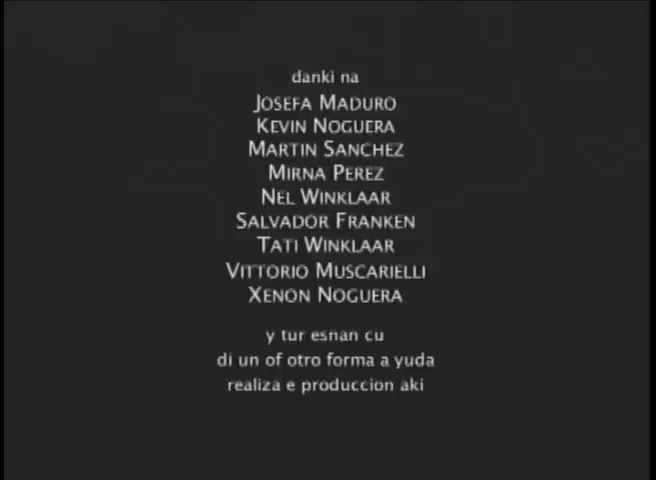 danki na
JOSEFA MADURO
KEVIN NOGUERA
MARTIN SANCHEZ
MIRNA PEREZ
NEL WINKLAAR
SALVADOR FRANKEN
TATI WINKLAAR
VITTORIO MUSCARIELLI
XENON NOGUERA
y tur esnan cu
di un of otro forma a yuda
realiza e produccion aki